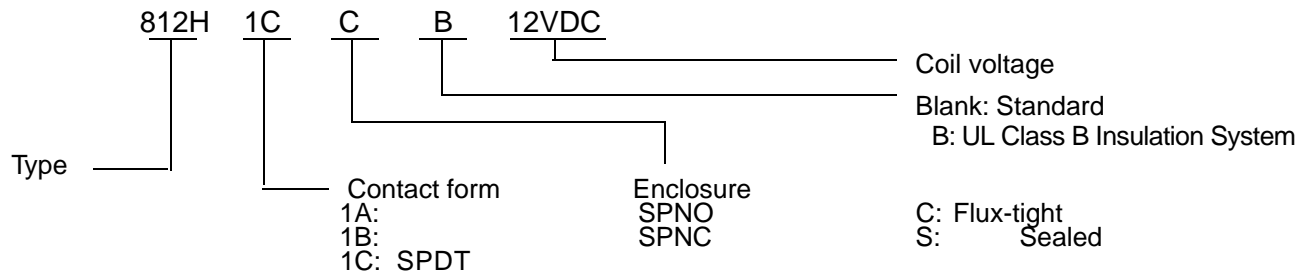 812H 1C C B 12VDC
Coil voltage
Blank: Standard
B: UL Class B Insulation System
Type
Contact form Enclosure
1A: SPNO C: Flux-tight
1B: SPNC S: Sealed
1C: SPDT